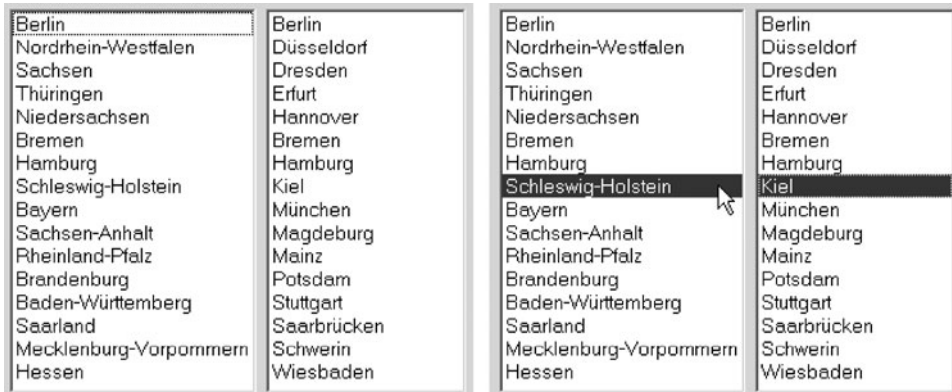 Berlin
Nordrhein-Westfalen
Sachsen
Thüringen
Niedersachsen
Bremen
Hamburg
Schleswig-Holstein
Bayern
Sachsen-Anhalt
Rheinland-Pfalz
Brandenburg
Baden-Württemberg
Saarland
Mecklenburg-Vorpommern
Hessen
Berlin
Düsseldorf
Dresden
Erfurt
Hannover
Bremen
Hamburg
Kiel
München
Magdeburg
Mainz
Potsdam
Stuttgart
Saarbrücken
Schwerin
Wiesbaden
Berlin
Nordrhein-Westfalen
Sachsen
Thüringen
Niedersachsen
Bremen
Hamburg
Schleswig-Holstein
Bayern
Sachsen-Anhalt
Rheinland-Pfalz
Brandenburg
Baden-Württemberg
Saarland
Mecklenburg-Vorpommern
Hessen
Berlin
Düsseldorf
Dresden
Erfurt
Hannover
Bremen
Hamburg
Kiel
München
Magdeburg
Mainz
Potsdam
Stuttgart
Saarbrücken
Schwerin
Wiesbaden